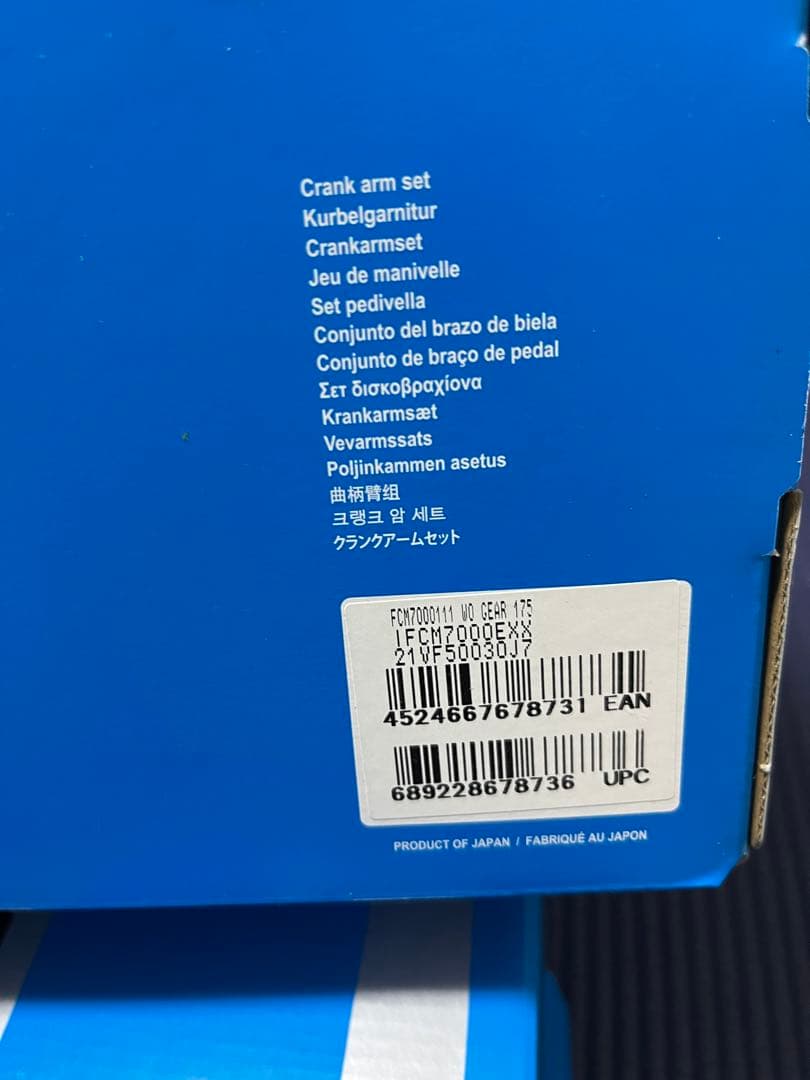 Crank arm set
Kurbelgarnitur
Crankarmset
Jeu de manivelle
Set pedivella
Conjunto del brazo de biela
Conjunto de braço de pedal
Σετ δισκοβραχίονα
Krankarmsæt
Vevarmssats
Poljinkammen asetus
曲柄臂组
크랭크 암 세트
クランクアームセット
FCM7000111 WO GEAR 175
IFCM7000EXX
21VF50030J7
4524667678731 EAN
689228678736 UPC
PRODUCT OF JAPAN / FABRIQUÉ AU JAPON